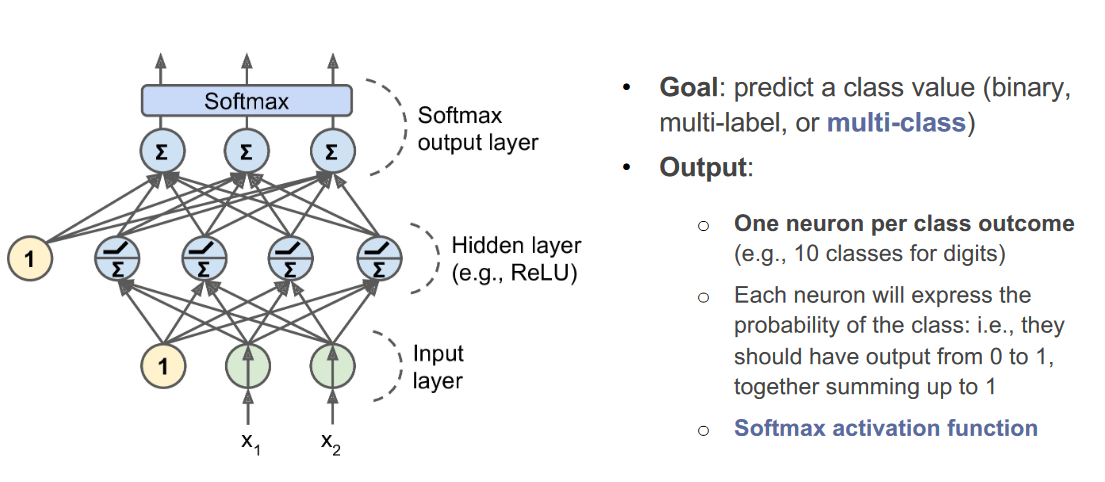 Softmax
Σ
Σ
Σ
Softmax
output layer
1
Σ
Σ
Σ
Σ
Hidden layer
(e.g., ReLU)
1
Input
layer
x1
x2
• Goal: predict a class value (binary,
multi-label, or multi-class)
• Output:
o One neuron per class outcome
(e.g., 10 classes for digits)
o Each neuron will express the
probability of the class: i.e., they
should have output from 0 to 1,
together summing up to 1
o Softmax activation function